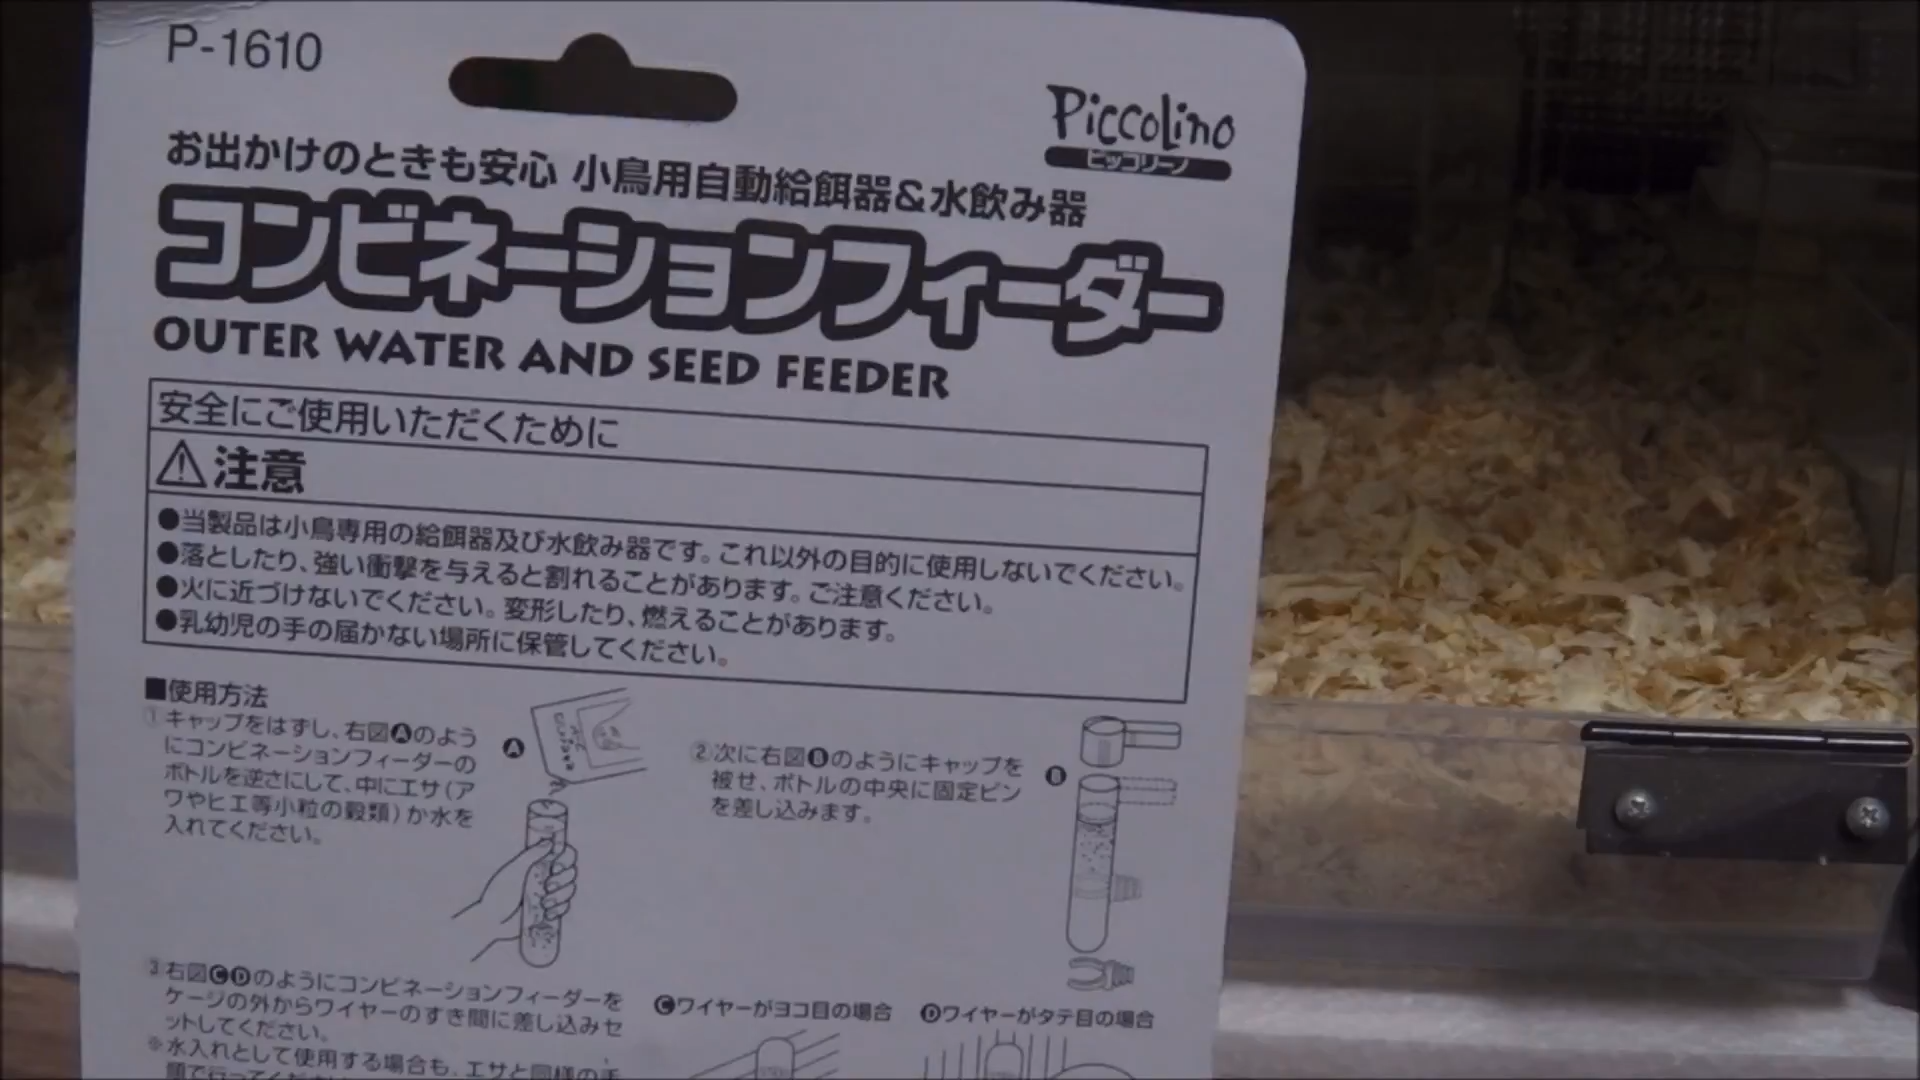 P-1610
Piccolino
ピッコリーノ
お出かけのときも安心 小鳥用自動給餌器&水飲み器
コンビネーションフィーダー
OUTER WATER AND SEED FEEDER
安全にご使用いただくために
⚠注意
●当製品は小鳥専用の給餌器及び水飲み器です。これ以外の目的に使用しないでください。
●落としたり、強い衝撃を与えると割れることがあります。ご注意ください。
●火に近づけないでください。変形したり、燃えることがあります。
●乳幼児の手の届かない場所に保管してください。
■使用方法
①キャップをはずし、右図Ⓐのよう
にコンビネーションフィーダーの
ボトルを逆さにして、中にエサ(ア
ワやヒエ等小粒の穀類)か水を
入れてください。
Ⓐ
②次に右図Ⓑのようにキャップを
被せ、ボトルの中央に固定ピン
を差し込みます。
Ⓑ
③右図ⒸⒹのようにコンビネーションフィーダーを
ケージの外からワイヤーのすき間に差し込みセ
ットしてください。
※水入れとして使用する場合も、エサと同様の手
順で行ってください
Ⓒワイヤーがヨコ目の場合
Ⓓワイヤーがタテ目の場合